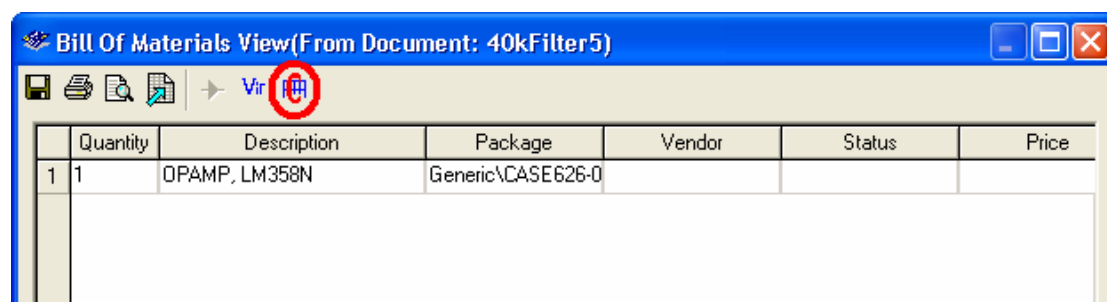 Bill Of Materials View(From Document: 40kFilter5)
Vir
Quantity Description Package Vendor Status Price
1 1 OPAMP, LM358N Generic\CASE626-0